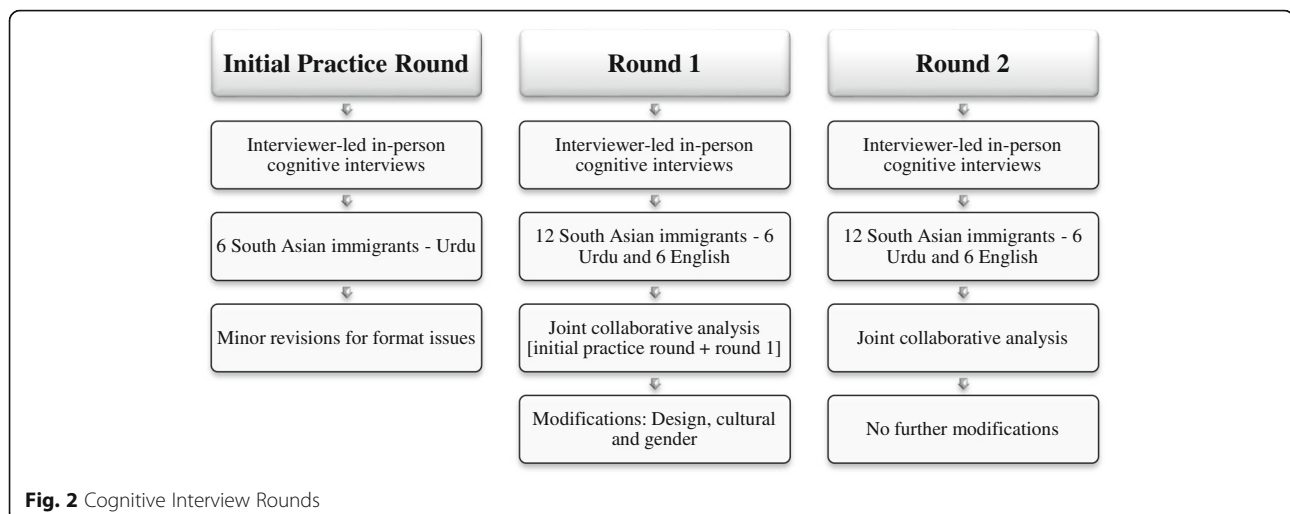 Initial Practice Round
Interviewer-led in-person
cognitive interviews
6 South Asian immigrants - Urdu
Minor revisions for format issues
Round 1
Interviewer-led in-person
cognitive interviews
12 South Asian immigrants - 6
Urdu and 6 English
Joint collaborative analysis
[initial practice round + round 1]
Modifications: Design, cultural
and gender
Round 2
Interviewer-led in-person
cognitive interviews
12 South Asian immigrants - 6
Urdu and 6 English
Joint collaborative analysis
No further modifications
Fig. 2 Cognitive Interview Rounds